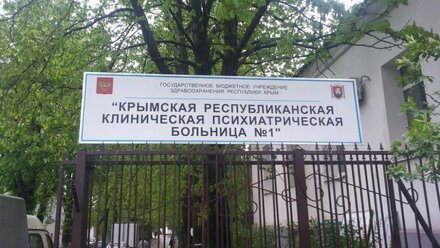 ГОСУДАРСТВЕННОЕ БЮДЖЕТНОЕ УЧРЕЖДЕНИЕ
ЗДРАВООХРАНЕНИЯ РЕСПУБЛИКИ КРЫМ
"КРЫМСКАЯ РЕСПУБЛИКАНСКАЯ
КЛИНИЧЕСКАЯ ПСИХИАТРИЧЕСКАЯ
БОЛЬНИЦА №1"